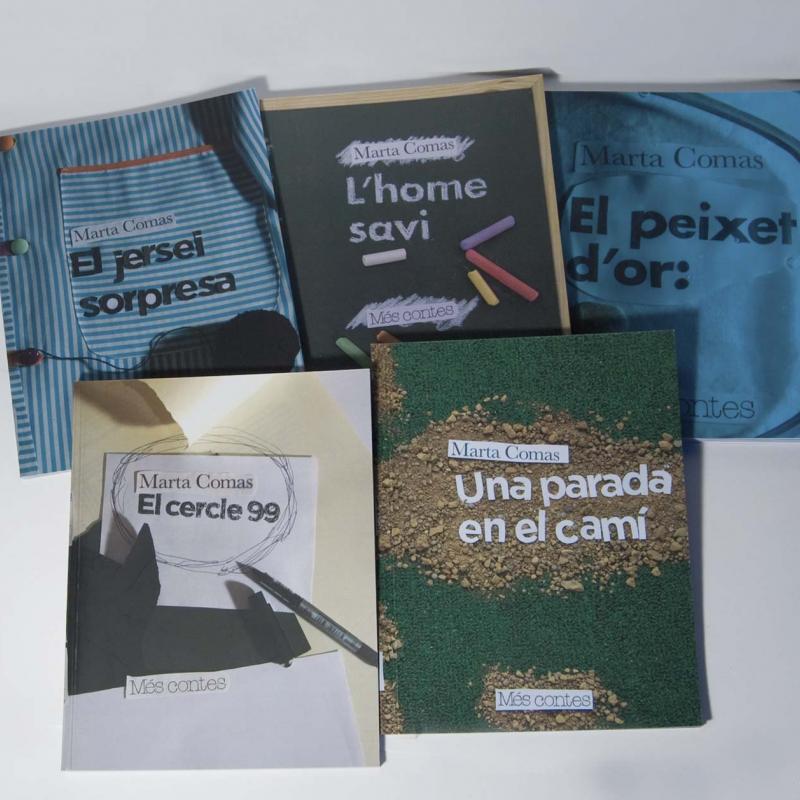 Marta Comas
El jersei
sorpresa
Marta Comas
L'home
savi
Més contes
Marta Comas
El peixet
d'or:
contes
Marta Comas
El cercle 99
Més contes
Marta Comas
Una parada
en el camí
Més contes